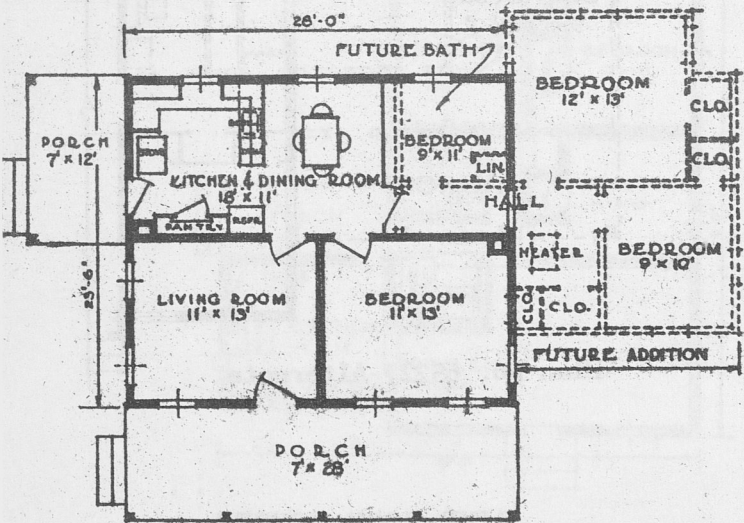 28'-0"
FUTURE BATH
BEDROOM
12' x 13'
CLO.
CLO.
PORCH
7' x 12'
BEDROOM
9' x 11'
LIN.
KITCHEN & DINING ROOM
18' x 11'
HALL
PANTRY
REFR.
HEATER
BEDROOM
9' x 10'
LIVING ROOM
11' x 13'
BEDROOM
11' x 13'
CLO.
CLO.
FUTURE ADDITION
PORCH
7' x 28'